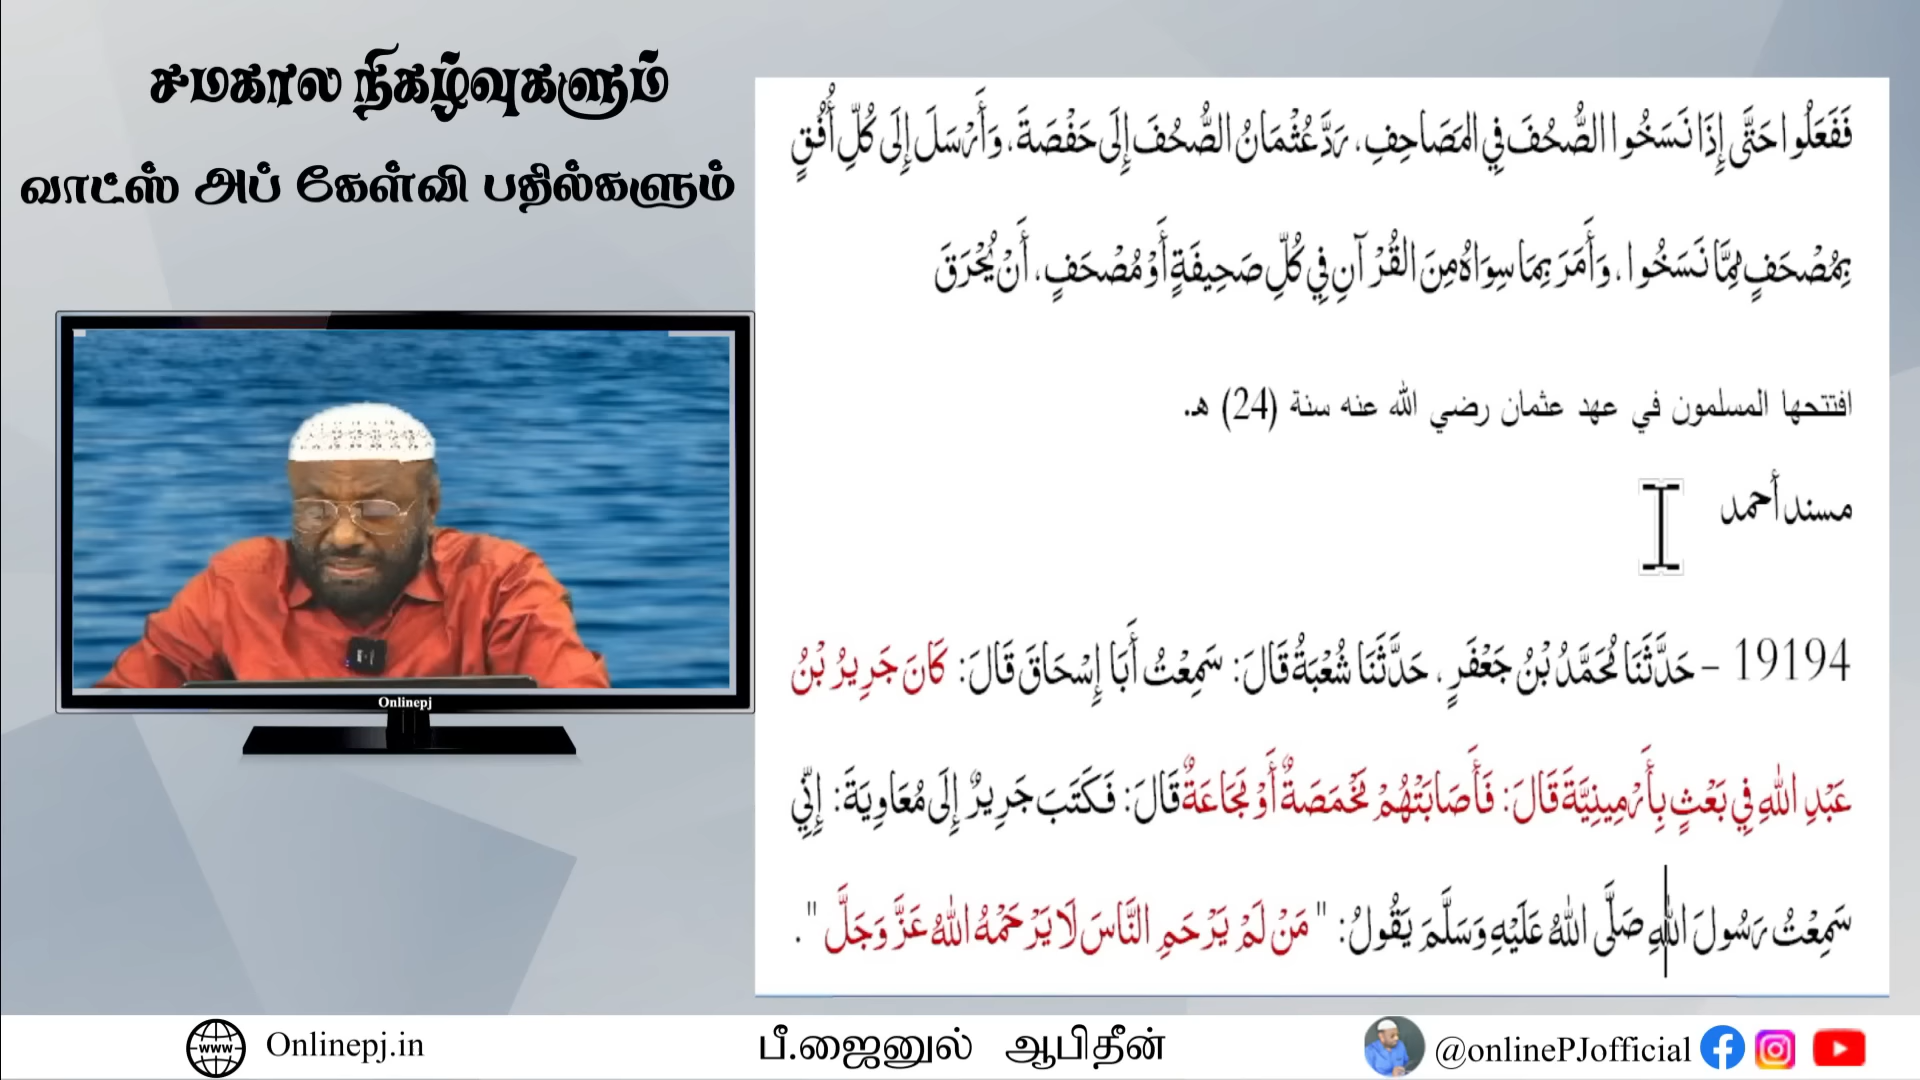 சமகால நிகழ்வுகளும்
வாட்ஸ் அப் கேள்வி பதில்களும்
Onlinepj
فَفَعَلُوا حَتَّى إِذَا نَسَخُوا الصُّحُفَ فِي المَصَاحِفِ، رَدَّ عُثْمَانُ الصُّحُفَ إِلَى حَفْصَةَ، وَأَرْسَلَ إِلَى كُلِّ أُفُقٍ
بِمُصْحَفٍ مِمَّا نَسَخُوا، وَأَمَرَ بِمَا سِوَاهُ مِنَ القُرْآنِ فِي كُلِّ صَحِيفَةٍ أَوْ مُصْحَفٍ، أَنْ يُحْرَقَ
افتتحها المسلمون في عهد عثمان رضي الله عنه سنة (24) هـ.
مسند أحمد
19194 - حَدَّثَنَا مُحَمَّدُ بْنُ جَعْفَرٍ، حَدَّثَنَا شُعْبَةُ قَالَ: سَمِعْتُ أَبَا إِسْحَاقَ قَالَ: كَانَ جَرِيرُ بْنُ
عَبْدِ اللهِ فِي بَعْثٍ بِأَرْمِينِيَّةَ قَالَ: فَأَصَابَتْهُمْ مَخْمَصَةٌ أَوْ مَجَاعَةٌ قَالَ: فَكَتَبَ جَرِيرٌ إِلَى مُعَاوِيَةَ: إِنِّي
سَمِعْتُ رَسُولَ اللهِ صَلَّى اللهُ عَلَيْهِ وَسَلَّمَ يَقُولُ: " مَنْ لَمْ يَرْحَمِ النَّاسَ لَا يَرْحَمْهُ اللهُ عَزَّ وَجَلَّ ".
www
Onlinepj.in
பீ.ஜைனுல் ஆபிதீன்
@onlinePJofficial